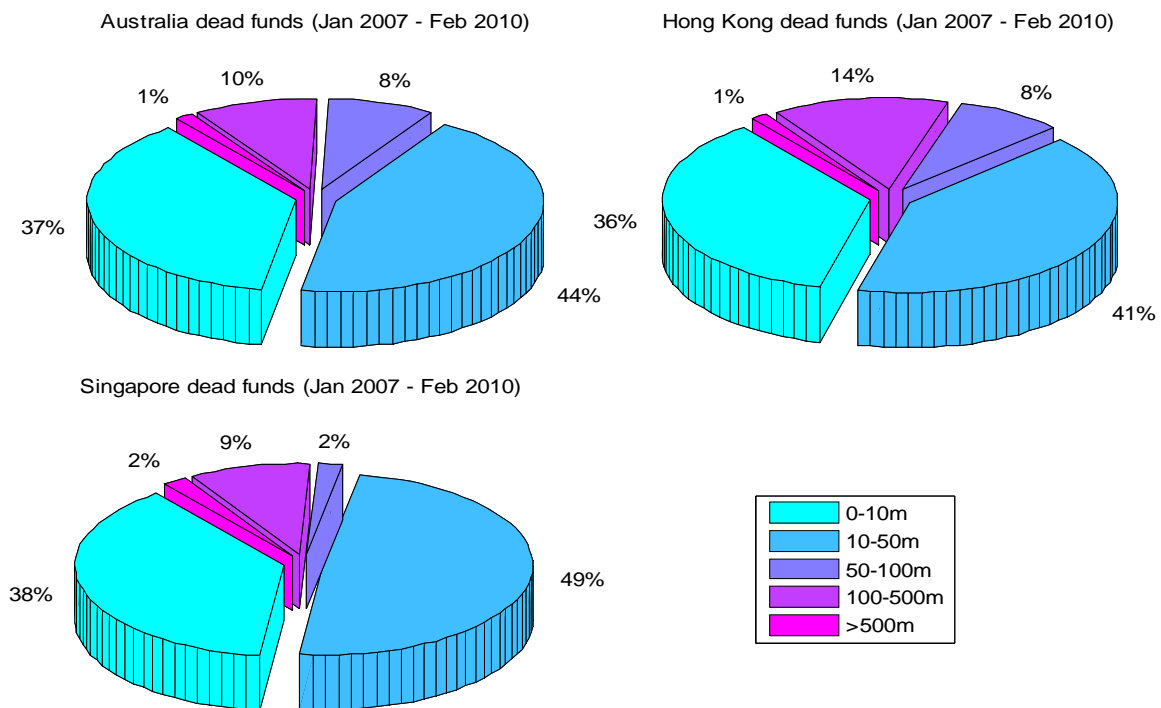 Australia dead funds (Jan 2007 - Feb 2010)
10%
8%
1%
37%
44%
Hong Kong dead funds (Jan 2007 - Feb 2010)
14%
8%
1%
36%
41%
Singapore dead funds (Jan 2007 - Feb 2010)
9%
2%
2%
38%
49%
0-10m
10-50m
50-100m
100-500m
>500m